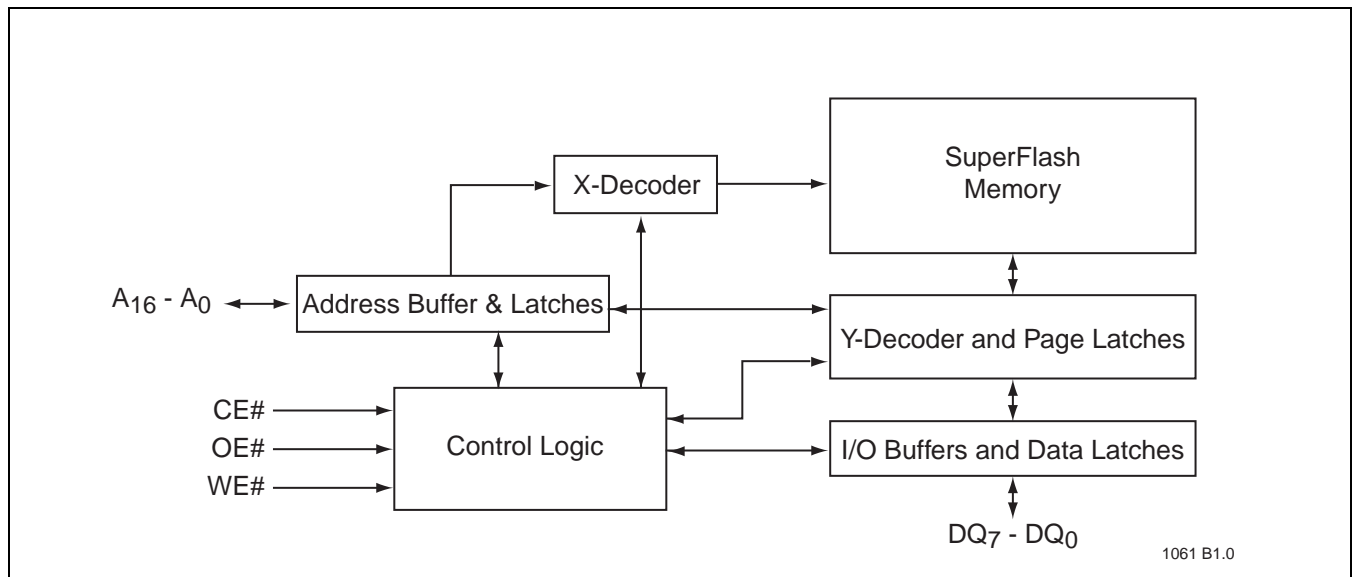 SuperFlash
Memory
X-Decoder
A16 - A0
Address Buffer & Latches
Y-Decoder and Page Latches
CE#
OE#
WE#
Control Logic
I/O Buffers and Data Latches
DQ7 - DQ0
1061 B1.0